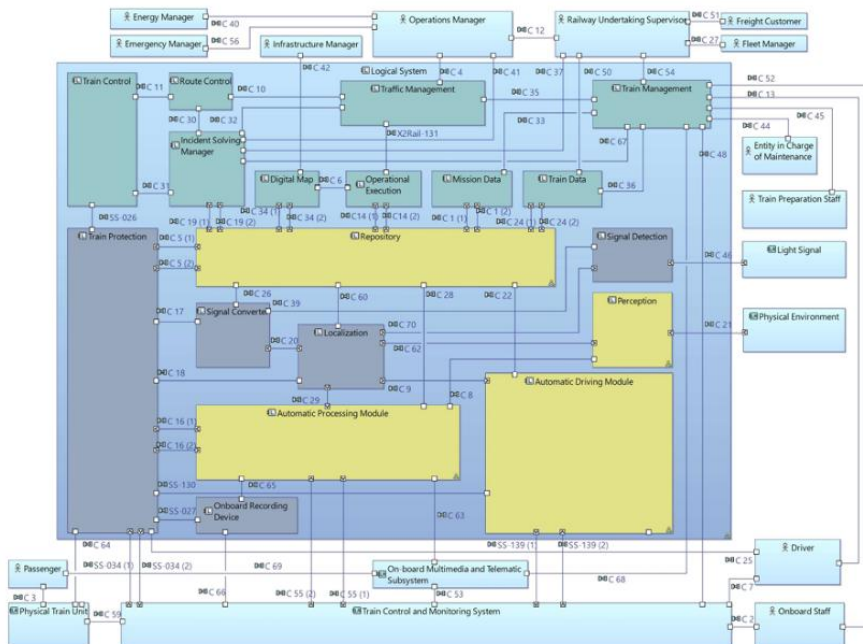 Energy Manager
C 40
Operations Manager
C 12
Railway Undertaking Supervisor
C 51
Freight Customer
Emergency Manager
C 56
Infrastructure Manager
C 27
Fleet Manager
C 42
Logical System
C 4
C 41
C 37
C 50
C 54
C 52
C 13
Train Control
C 11
Route Control
C 10
Traffic Management
C 35
Train Management
C 45
C 30
C 32
C 33
C 44
Incident Solving
Manager
X2Rail-131
C 67
C 48
Entity in Charge
of Maintenance
C 31
Digital Map
C 6
Operational
Execution
Mission Data
Train Data
C 36
Train Preparation Staff
SS-026
C 19 (1)
C 19 (2)
C 34 (1)
C 34 (2)
C14 (1)
C14 (2)
C 1 (1)
C 1 (2)
C 24 (1)
C 24 (2)
Train Protection
C 5 (1)
C 5 (2)
Repository
Signal Detection
C 46
Light Signal
C 26
C 39
C 60
C 28
C 22
Perception
C 17
Signal Converter
C 20
Localization
C 70
C 62
C 21
Physical Environment
C 18
C 9
C 29
C 8
Automatic Driving Module
Automatic Processing Module
C 16 (1)
C 16 (2)
SS-130
C 65
SS-027
Onboard Recording
Device
C 63
C 64
SS-034 (1)
SS-034 (2)
SS-139 (1)
SS-139 (2)
Driver
C 25
Passenger
C 69
On-board Multimedia and Telematic
Subsystem
C 68
C 7
C 3
C 66
C 55 (2)
C 55 (1)
C 53
Physical Train Unit
C 59
Train Control and Monitoring System
C 2
Onboard Staff